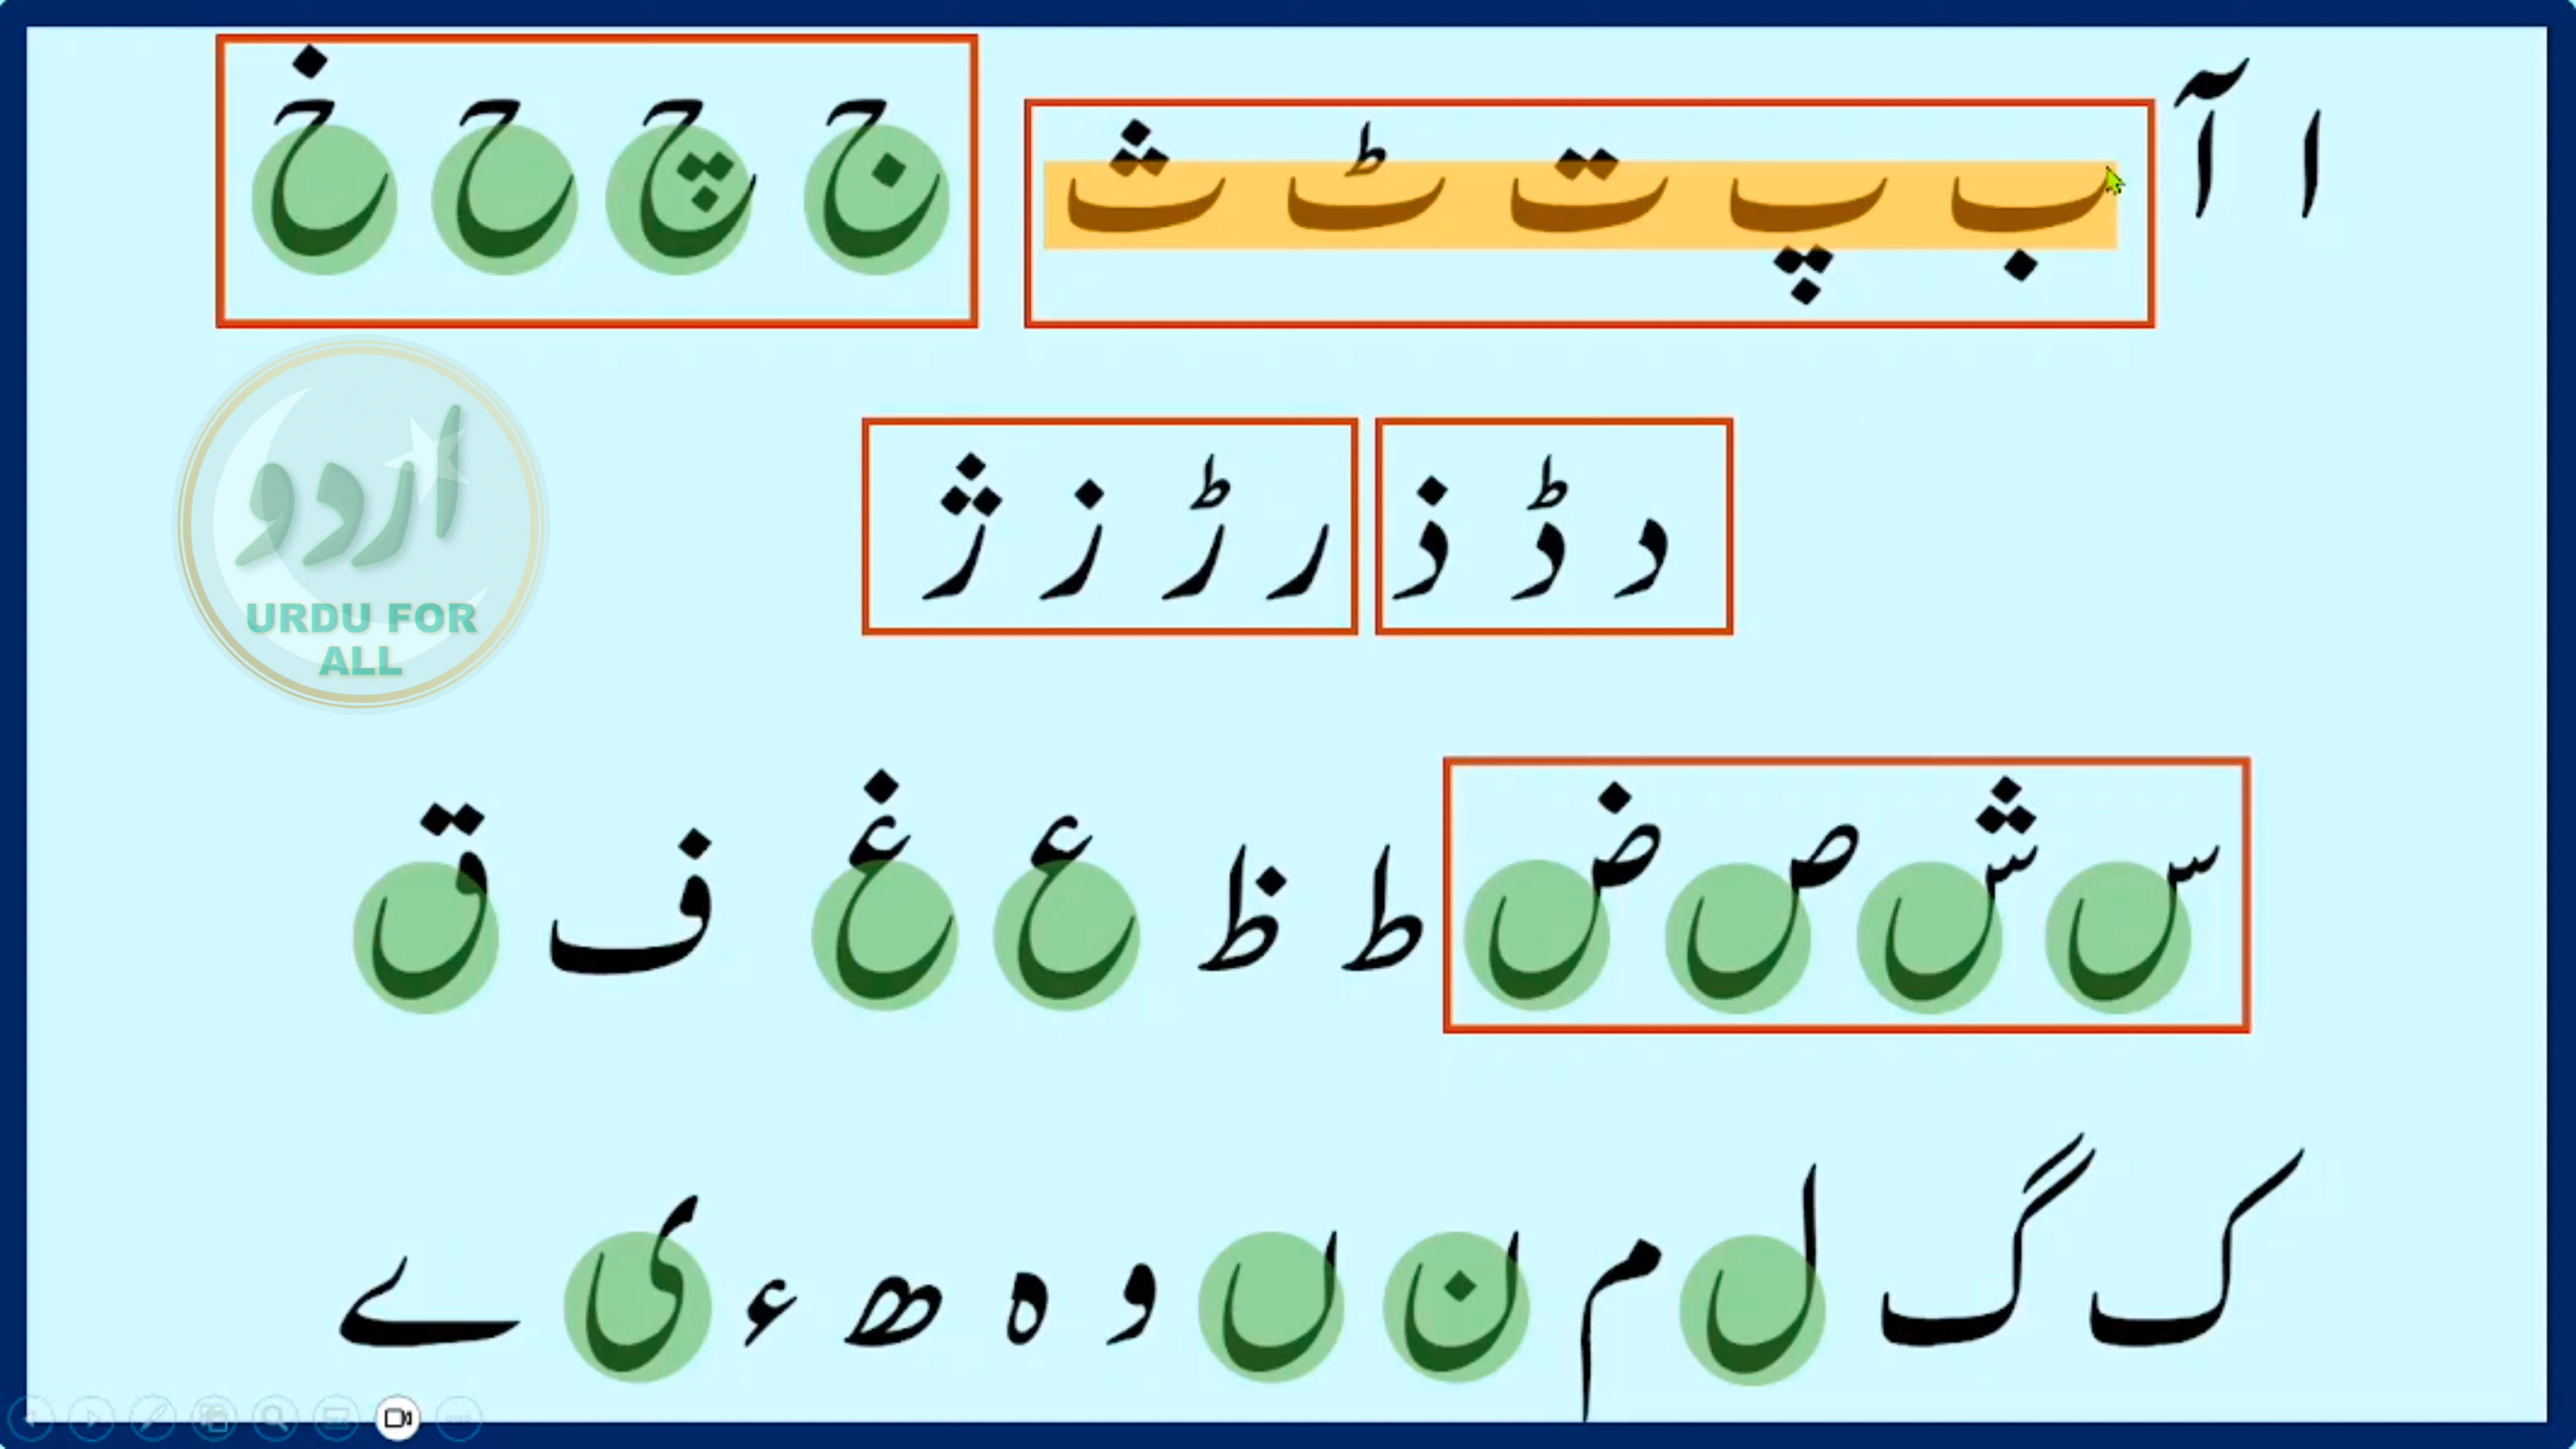 ا آ ب پ ت ٹ ث ج چ ح خ
د ڈ ذ ر ڑ ز ژ
اردو
URDU FOR
ALL
س ش ص ض ط ظ ع غ ف ق
ک گ ل م ن ں و ہ ھ ء ی ے